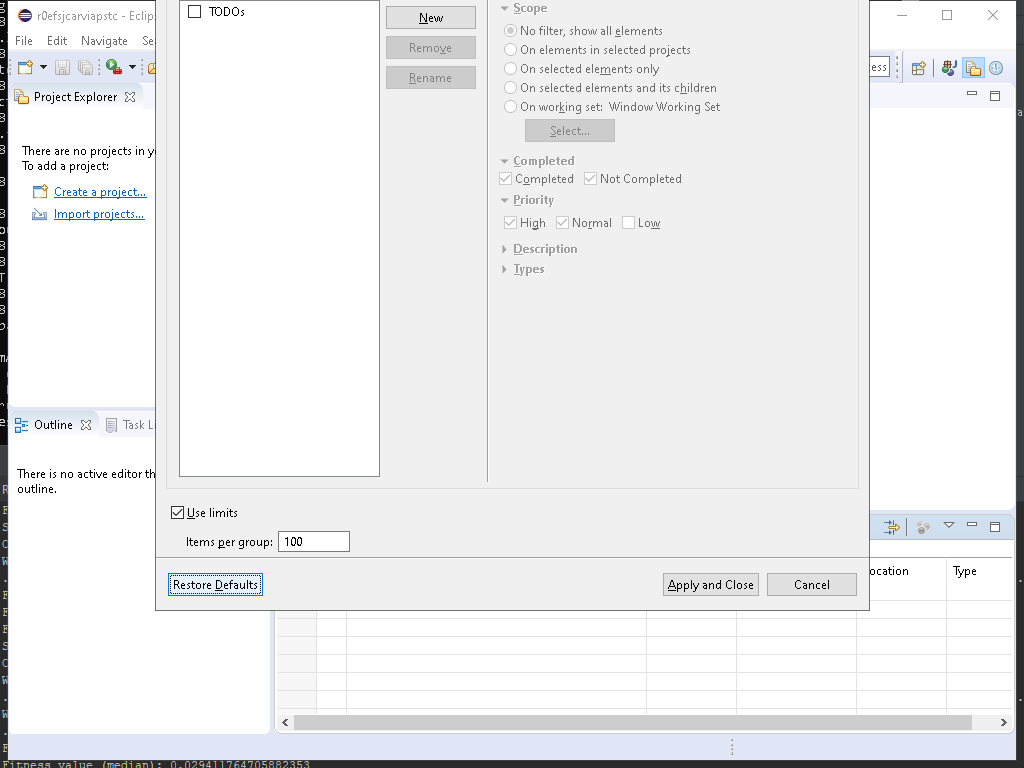 r0efsjcarviapstc - Eclip
File Edit Navigate Se
Project Explorer
There are no projects in y
To add a project:
Create a project...
Import projects...
Outline Task Li
There is no active editor th
outline.
TODOs
New
Remove
Rename
Scope
No filter, show all elements
On elements in selected projects
On selected elements only
On selected elements and its children
On working set: Window Working Set
Select...
Completed
Completed Not Completed
Priority
High Normal Low
Description
Types
Use limits
Items per group: 100
Restore Defaults Apply and Close Cancel
ess
ocation Type
Fitness value (median): 0.029411764705882353